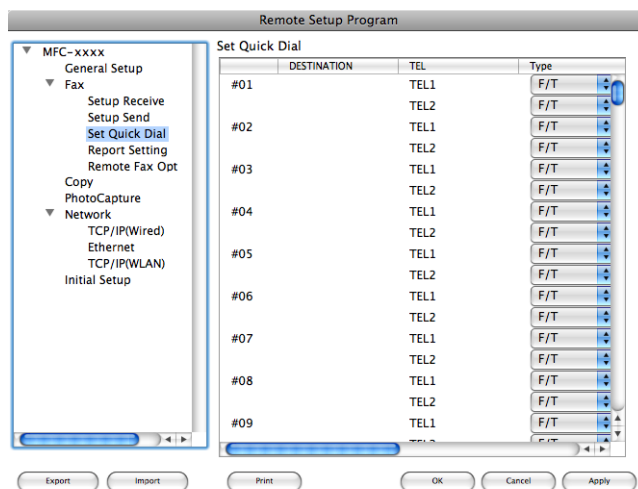 Remote Setup Program
MFC-xxxx
General Setup
Fax
Setup Receive
Setup Send
Set Quick Dial
Report Setting
Remote Fax Opt
Copy
PhotoCapture
Network
TCP/IP(Wired)
Ethernet
TCP/IP(WLAN)
Initial Setup
Set Quick Dial
DESTINATION TEL Type
#01 TEL1 F/T
TEL2 F/T
#02 TEL1 F/T
TEL2 F/T
#03 TEL1 F/T
TEL2 F/T
#04 TEL1 F/T
TEL2 F/T
#05 TEL1 F/T
TEL2 F/T
#06 TEL1 F/T
TEL2 F/T
#07 TEL1 F/T
TEL2 F/T
#08 TEL1 F/T
TEL2 F/T
#09 TEL1 F/T
Export Import Print OK Cancel Apply